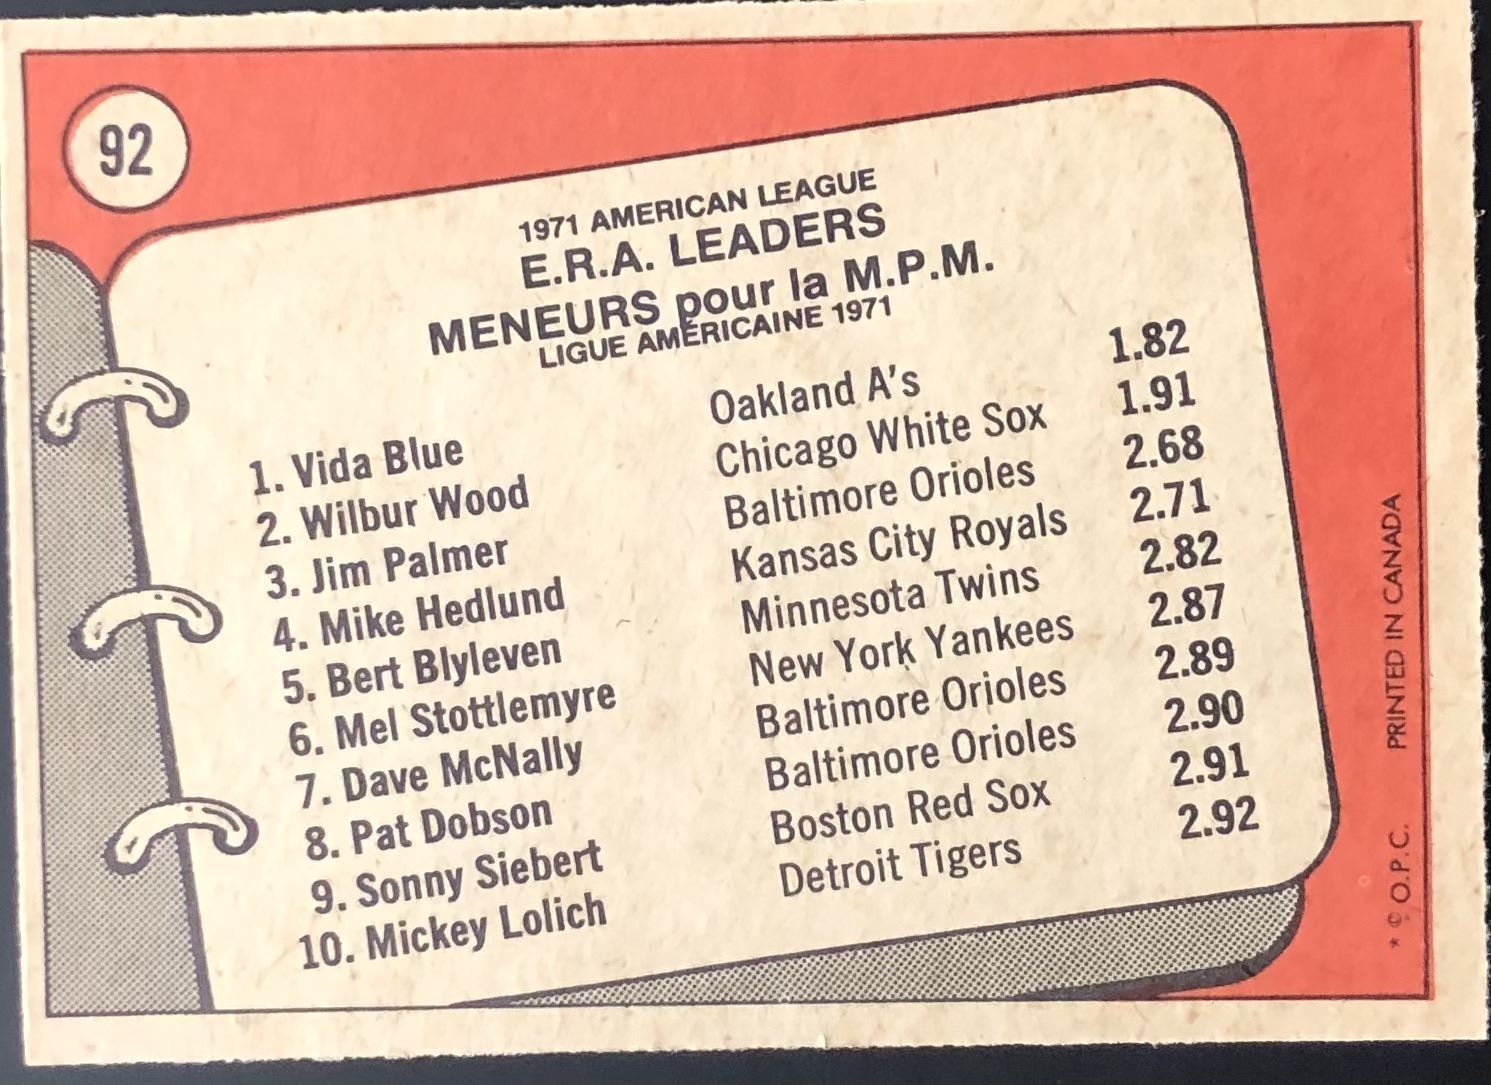 92
1971 AMERICAN LEAGUE
E.R.A. LEADERS
MENEURS pour la M.P.M.
LIGUE AMÉRICAINE 1971
1. Vida Blue Oakland A's 1.82
2. Wilbur Wood Chicago White Sox 1.91
3. Jim Palmer Baltimore Orioles 2.68
4. Mike Hedlund Kansas City Royals 2.71
5. Bert Blyleven Minnesota Twins 2.82
6. Mel Stottlemyre New York Yankees 2.87
7. Dave McNally Baltimore Orioles 2.89
8. Pat Dobson Baltimore Orioles 2.90
9. Sonny Siebert Boston Red Sox 2.91
10. Mickey Lolich Detroit Tigers 2.92
* © O.P.C. PRINTED IN CANADA